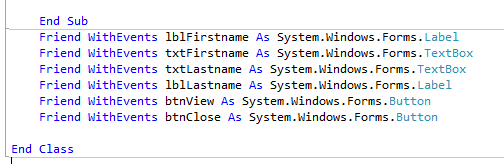 End Sub
Friend WithEvents lblFirstname As System.Windows.Forms.Label
Friend WithEvents txtFirstname As System.Windows.Forms.TextBox
Friend WithEvents txtLastname As System.Windows.Forms.TextBox
Friend WithEvents lblLastname As System.Windows.Forms.Label
Friend WithEvents btnView As System.Windows.Forms.Button
Friend WithEvents btnClose As System.Windows.Forms.Button
End Class